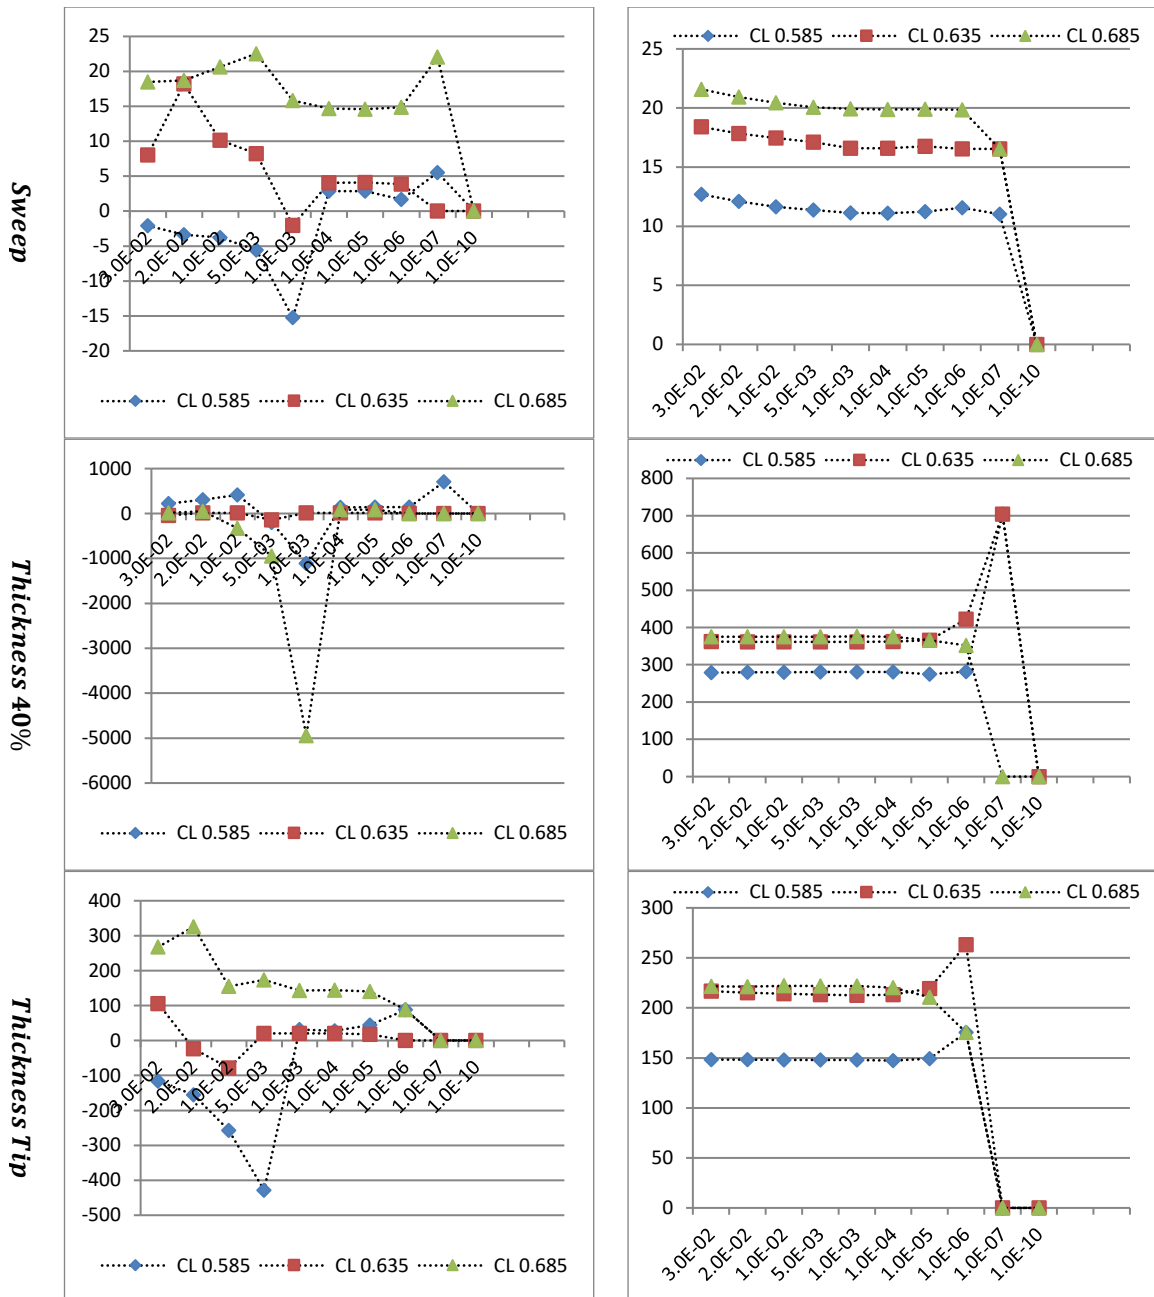 Sweep
25
20
15
10
5
0
-5
-10
-15
-20
3.0E-02
2.0E-02
1.0E-02
5.0E-03
1.0E-03
1.0E-04
1.0E-05
1.0E-06
1.0E-07
1.0E-10
CL 0.585 CL 0.635 CL 0.685
CL 0.585 CL 0.635 CL 0.685
25
20
15
10
5
0
3.0E-02
2.0E-02
1.0E-02
5.0E-03
1.0E-03
1.0E-04
1.0E-05
1.0E-06
1.0E-07
1.0E-10
Thickness 40%
1000
0
-1000
-2000
-3000
-4000
-5000
-6000
3.0E-02
2.0E-02
1.0E-02
5.0E-03
1.0E-03
1.0E-04
1.0E-05
1.0E-06
1.0E-07
1.0E-10
CL 0.585 CL 0.635 CL 0.685
CL 0.585 CL 0.635 CL 0.685
800
700
600
500
400
300
200
100
0
3.0E-02
2.0E-02
1.0E-02
5.0E-03
1.0E-03
1.0E-04
1.0E-05
1.0E-06
1.0E-07
1.0E-10
Thickness Tip
400
300
200
100
0
-100
-200
-300
-400
-500
3.0E-02
2.0E-02
1.0E-02
5.0E-03
1.0E-03
1.0E-04
1.0E-05
1.0E-06
1.0E-07
1.0E-10
CL 0.585 CL 0.635 CL 0.685
CL 0.585 CL 0.635 CL 0.685
300
250
200
150
100
50
0
3.0E-02
2.0E-02
1.0E-02
5.0E-03
1.0E-03
1.0E-04
1.0E-05
1.0E-06
1.0E-07
1.0E-10